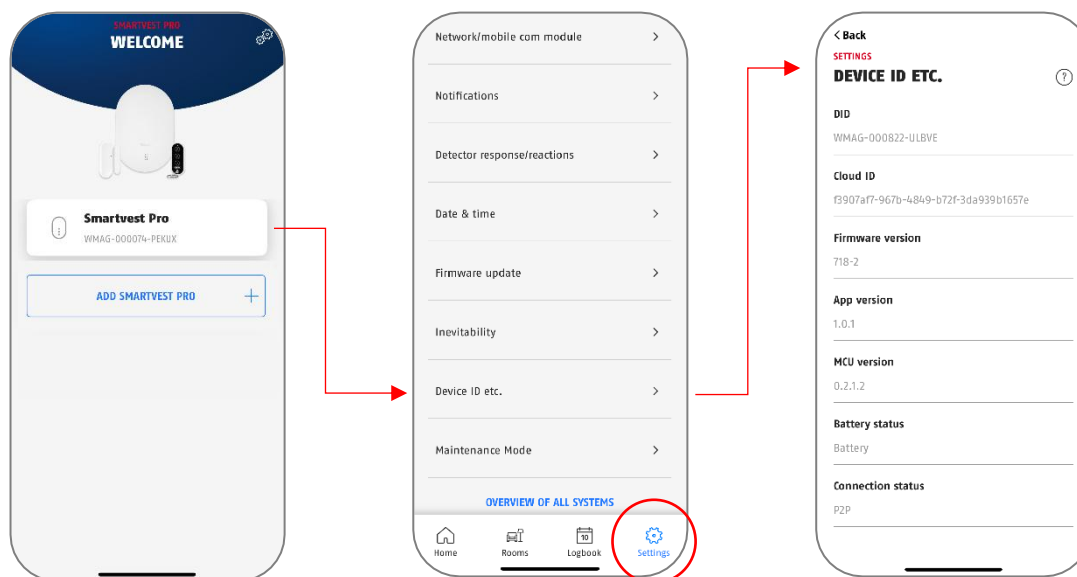 SMARTVEST PRO
WELCOME
Smartvest Pro
WMAG-000074-PEKUX
ADD SMARTVEST PRO
Network/mobile com module
Notifications
Detector response/reactions
Date & time
Firmware update
Inevitability
Device ID etc.
Maintenance Mode
OVERVIEW OF ALL SYSTEMS
10
Home Rooms Logbook Settings
< Back
SETTINGS
DEVICE ID ETC. ?
DID
WMAG-000822-ULBVE
Cloud ID
f3907af7-967b-4849-b72f-3da939b1657e
Firmware version
718-2
App version
1.0.1
MCU version
0.2.1.2
Battery status
Battery
Connection status
P2P